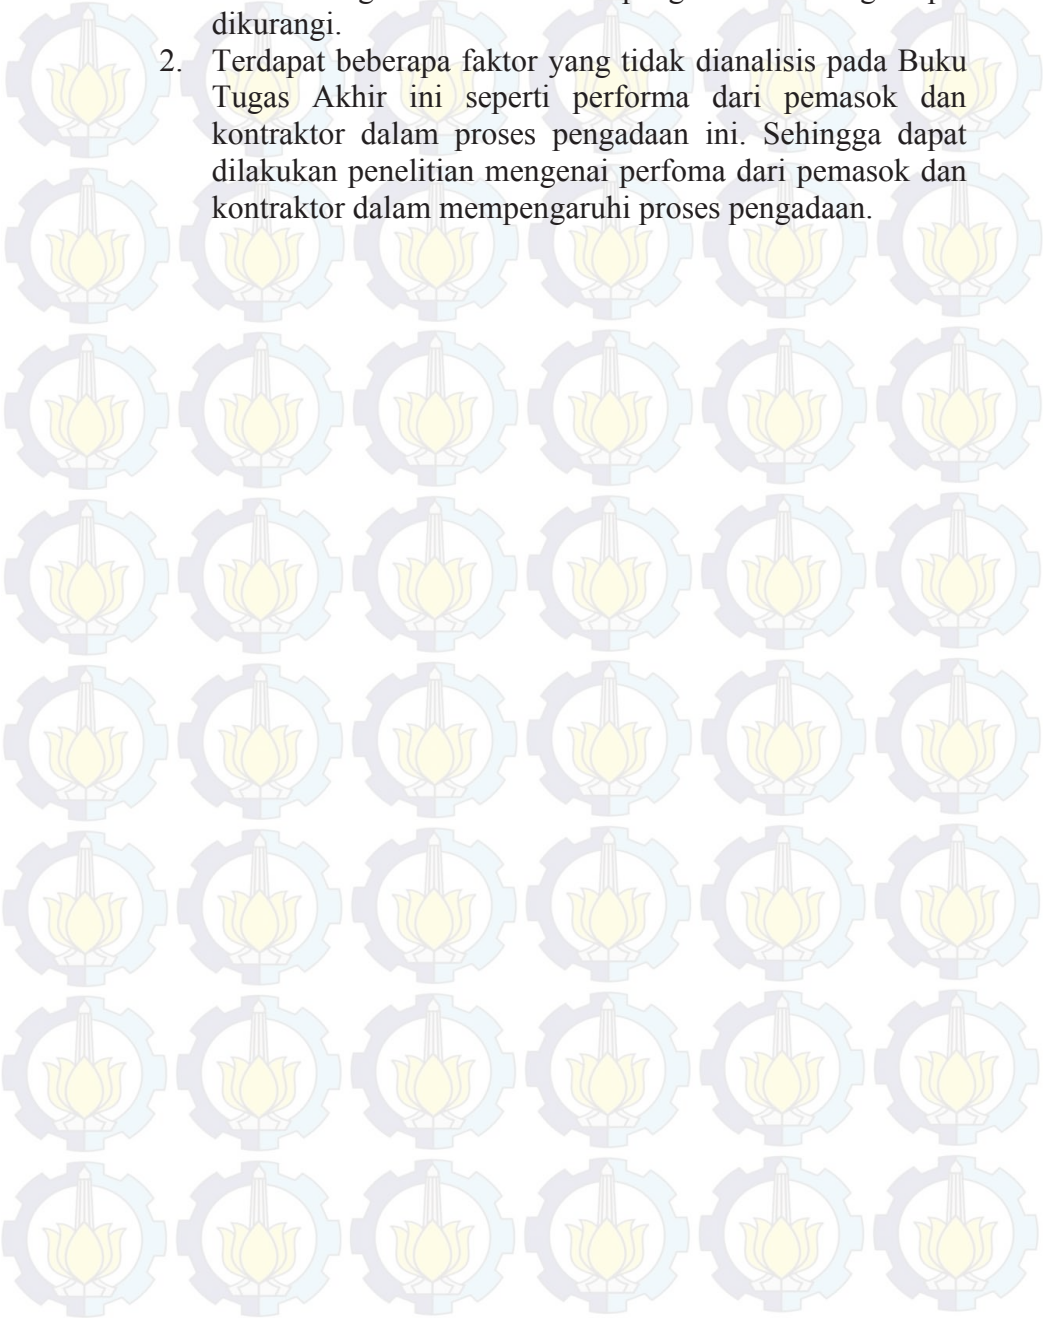 dikurangi.
2. Terdapat beberapa faktor yang tidak dianalisis pada Buku
Tugas Akhir ini seperti performa dari pemasok dan
kontraktor dalam proses pengadaan ini. Sehingga dapat
dilakukan penelitian mengenai perfoma dari pemasok dan
kontraktor dalam mempengaruhi proses pengadaan.